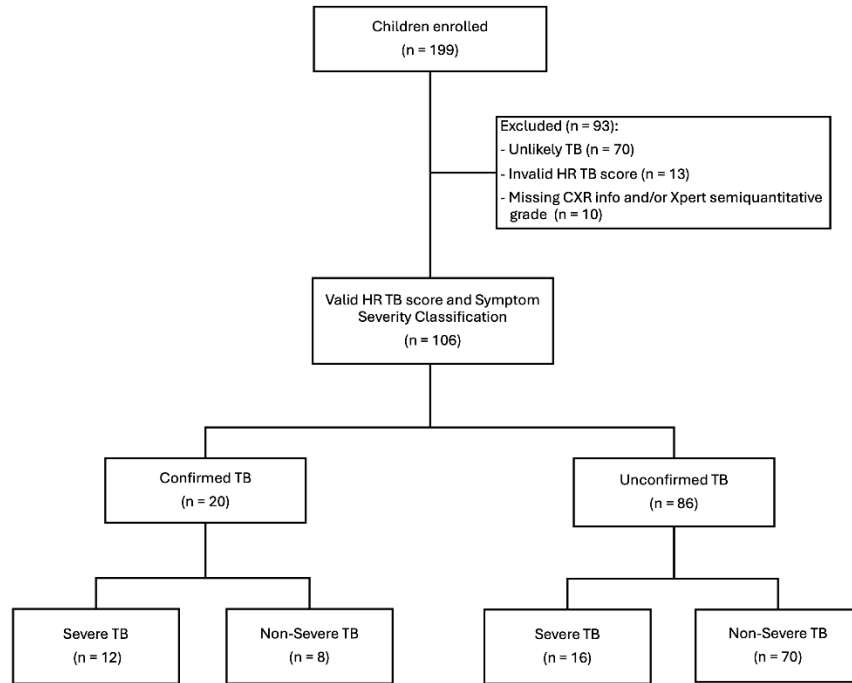 Children enrolled
(n = 199)
Excluded (n = 93):
- Unlikely TB (n = 70)
- Invalid HR TB score (n = 13)
- Missing CXR info and/or Xpert semiquantitative
grade (n = 10)
Valid HR TB score and Symptom
Severity Classification
(n = 106)
Confirmed TB
(n = 20)
Unconfirmed TB
(n = 86)
Severe TB
(n = 12)
Non-Severe TB
(n = 8)
Severe TB
(n = 16)
Non-Severe TB
(n = 70)